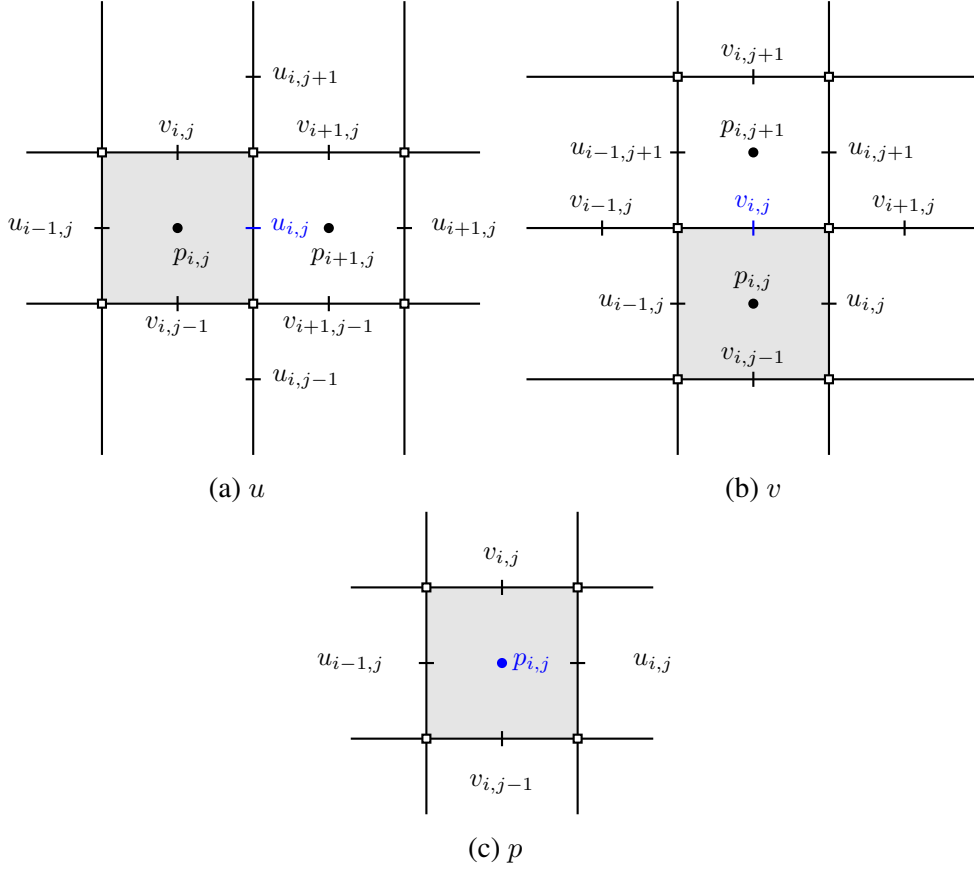 u_{i,j+1}
v_{i,j} v_{i+1,j}
u_{i-1,j} u_{i,j} u_{i+1,j}
p_{i,j} p_{i+1,j}
v_{i,j-1} v_{i+1,j-1}
u_{i,j-1}
(a) u
v_{i,j+1}
p_{i,j+1}
u_{i-1,j+1} u_{i,j+1}
v_{i-1,j} v_{i,j} v_{i+1,j}
p_{i,j}
u_{i-1,j} u_{i,j}
v_{i,j-1}
(b) v
v_{i,j}
u_{i-1,j} p_{i,j} u_{i,j}
v_{i,j-1}
(c) p